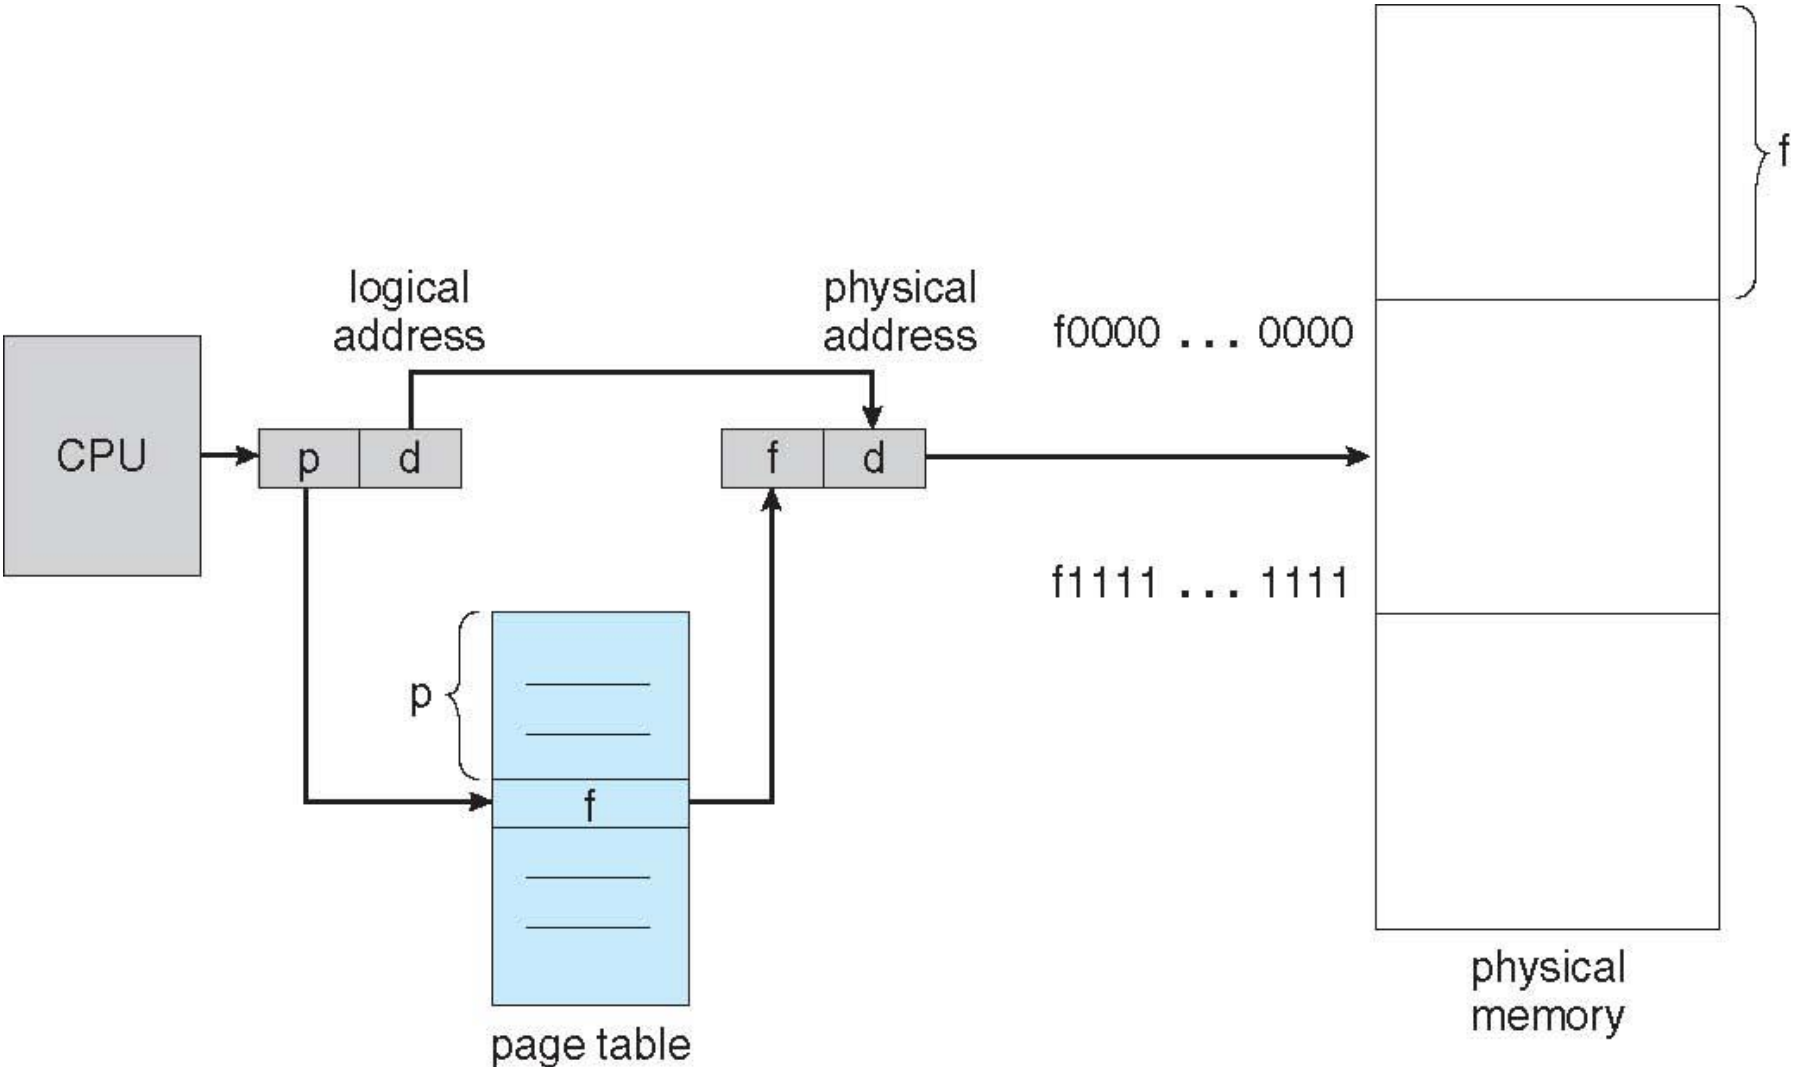 f
logical
address
physical
address
f0000 ... 0000
CPU
p
d
f
d
f1111 ... 1111
p
f
physical
memory
page table